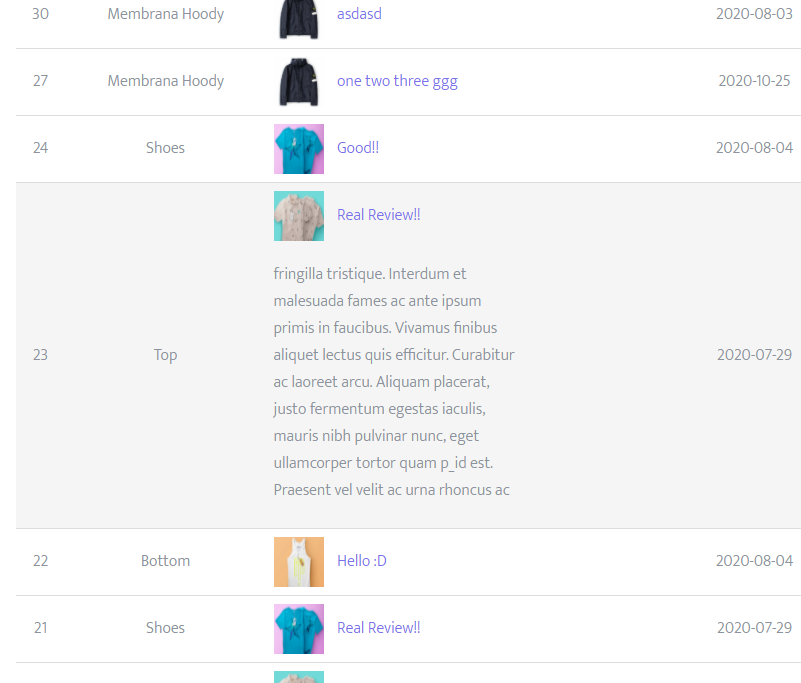 30 Membrana Hoody asdasd 2020-08-03
27 Membrana Hoody one two three ggg 2020-10-25
24 Shoes Good!! 2020-08-04
Real Review!!
fringilla tristique. Interdum et
malesuada fames ac ante ipsum
primis in faucibus. Vivamus finibus
23 Top aliquet lectus quis efficitur. Curabitur 2020-07-29
ac laoreet arcu. Aliquam placerat,
justo fermentum egestas iaculis,
mauris nibh pulvinar nunc, eget
ullamcorper tortor quam p_id est.
Praesent vel velit ac urna rhoncus ac
22 Bottom Hello :D 2020-08-04
21 Shoes Real Review!! 2020-07-29